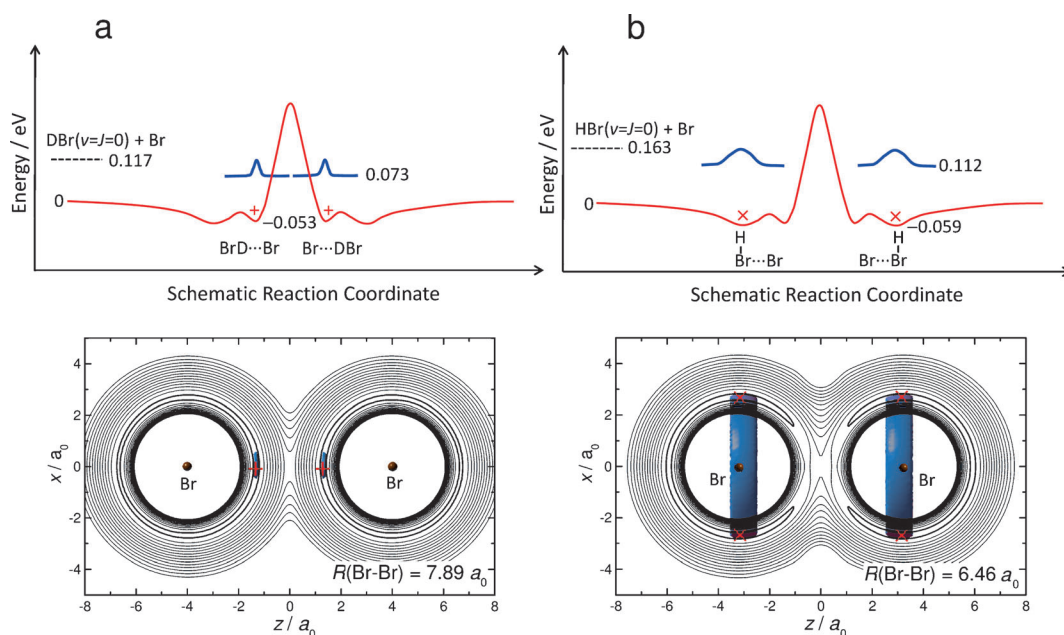 a
Energy / eV
DBr(v=J=0) + Br
0.117
0
0.073
−0.053
BrD···Br
Br···DBr
Schematic Reaction Coordinate
b
Energy / eV
HBr(v=J=0) + Br
0.163
0
0.112
−0.059
H
H
Br···Br
Br···Br
Schematic Reaction Coordinate
x / a0
4
2
0
-2
-4
Br
Br
R(Br-Br) = 7.89 a0
-8
-6
-4
-2
0
2
4
6
8
z / a0
x / a0
4
2
0
-2
-4
Br
Br
R(Br-Br) = 6.46 a0
-8
-6
-4
-2
0
2
4
6
8
z / a0